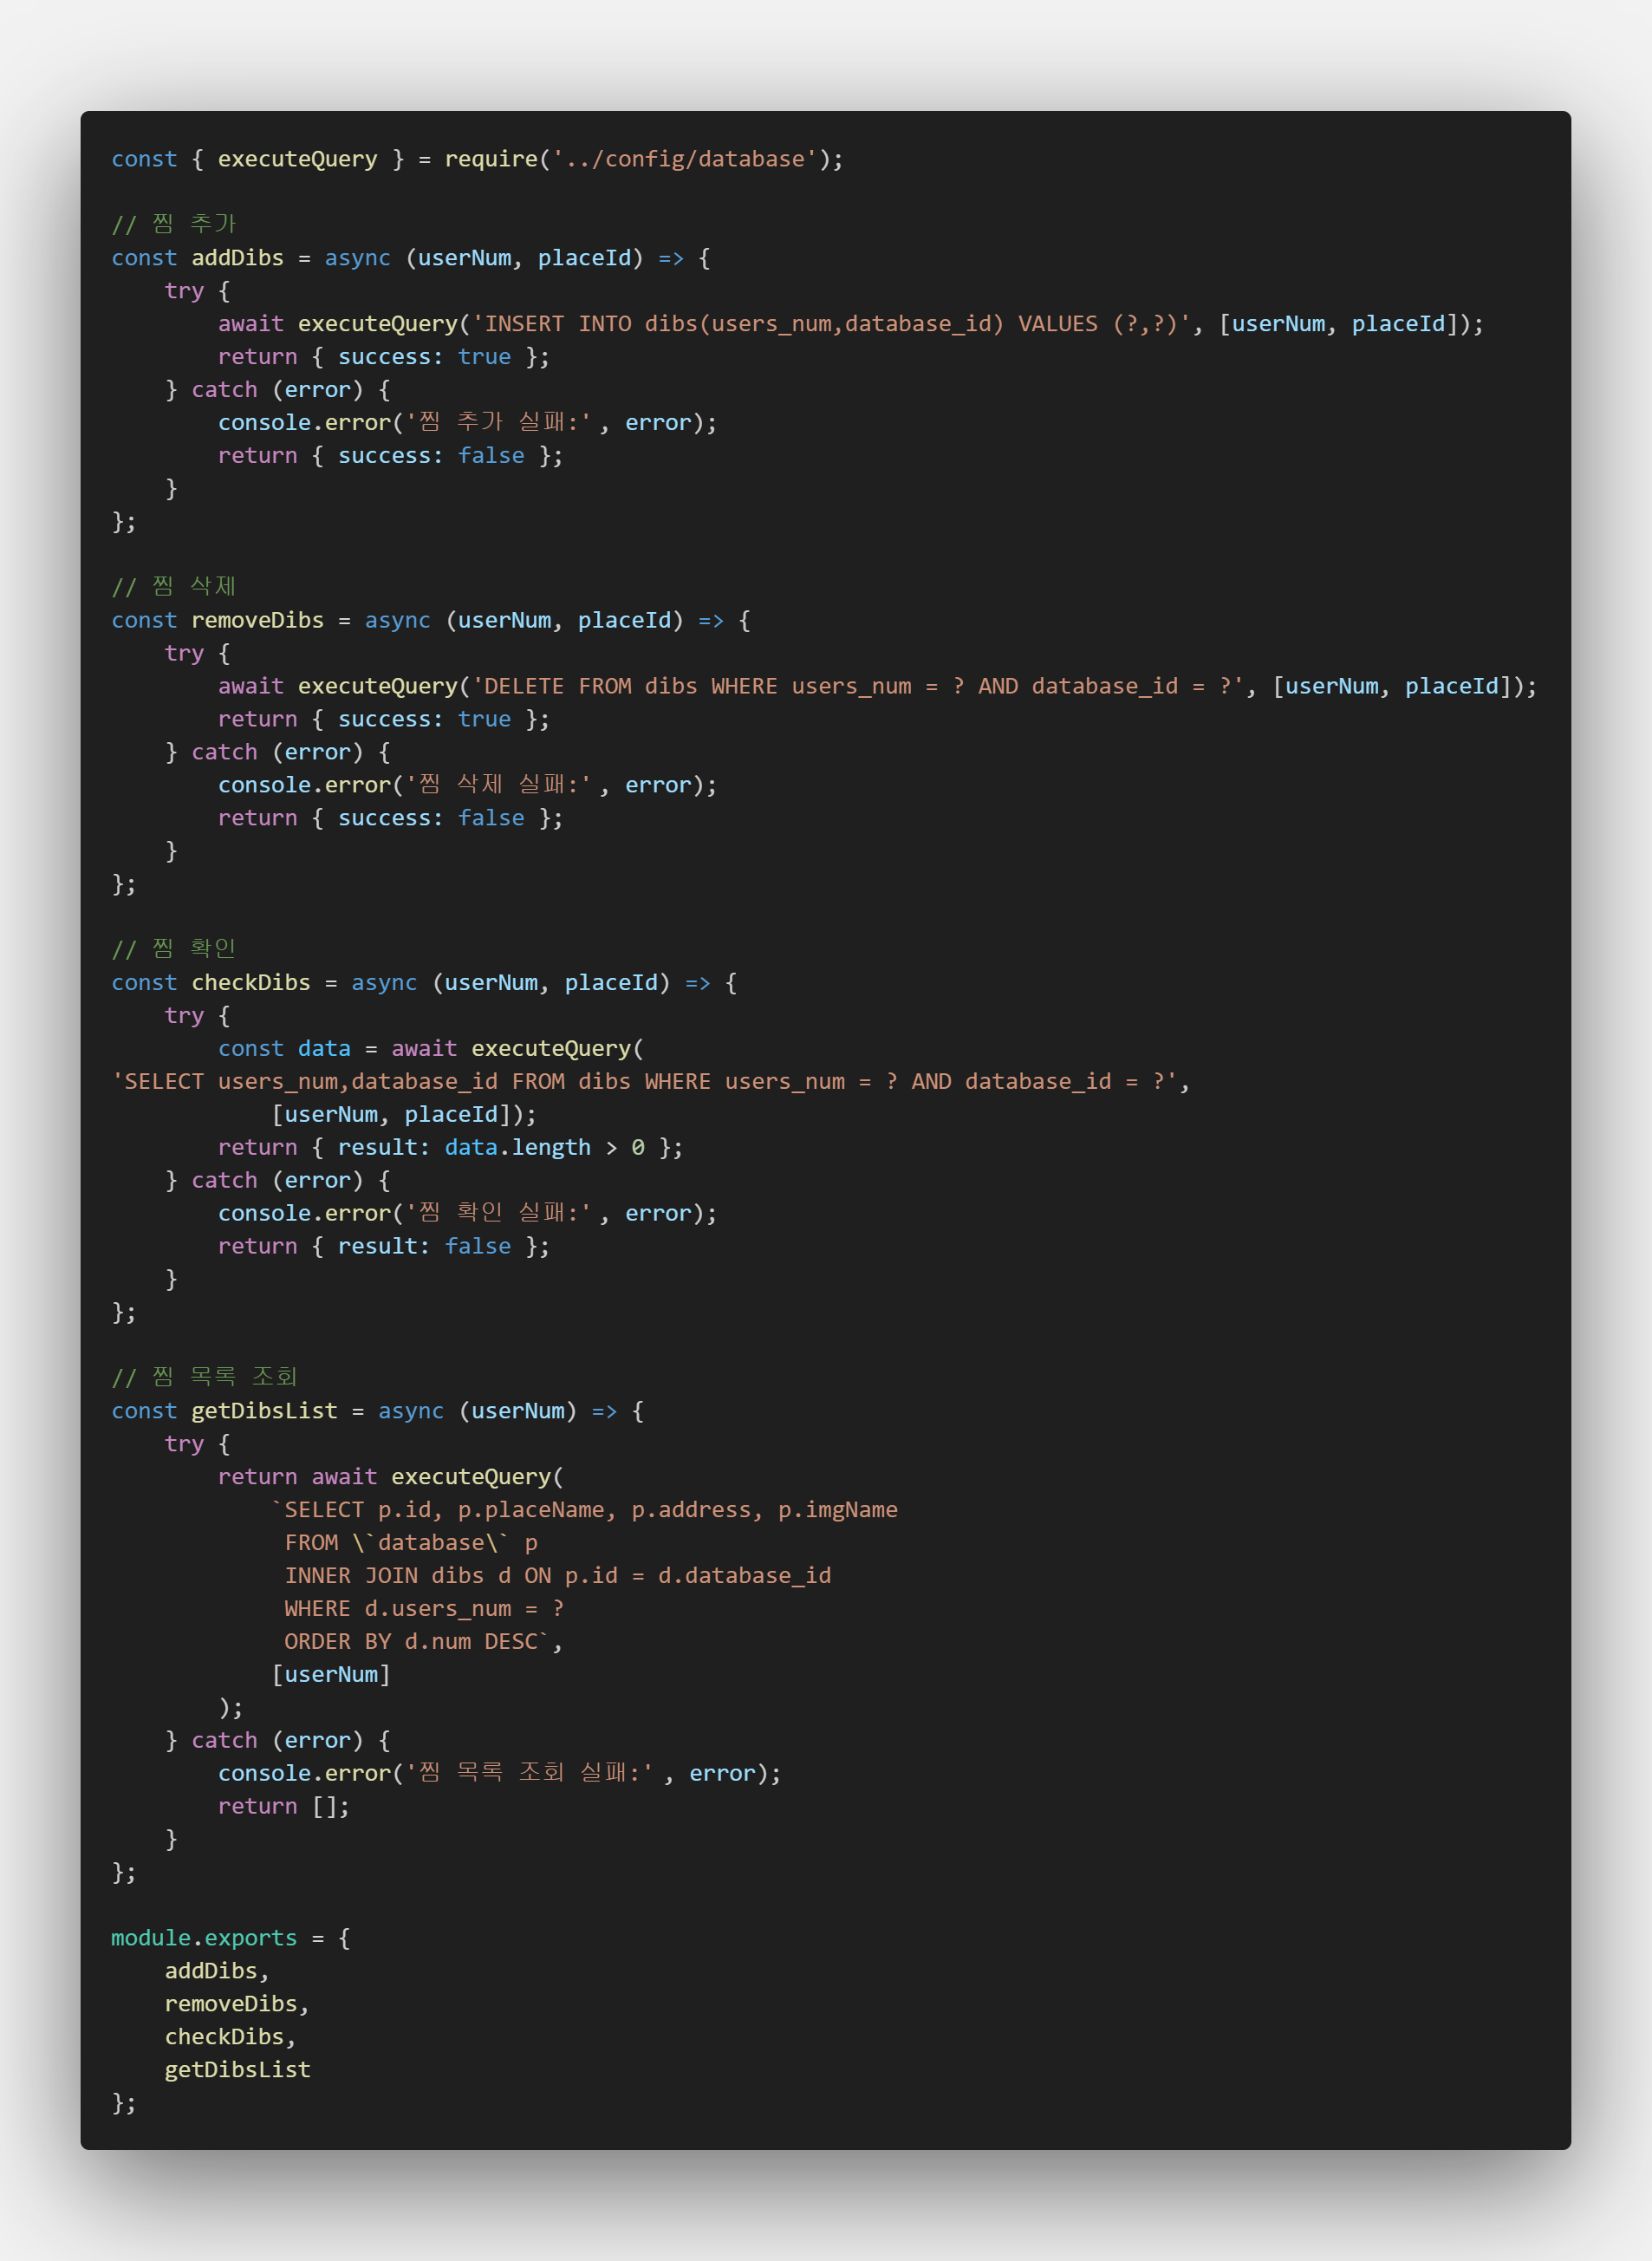 const { executeQuery } = require('../config/database');

// 찜 추가
const addDibs = async (userNum, placeId) => {
    try {
        await executeQuery('INSERT INTO dibs(users_num,database_id) VALUES (?,?)', [userNum, placeId]);
        return { success: true };
    } catch (error) {
        console.error('찜 추가 실패:', error);
        return { success: false };
    }
};

// 찜 삭제
const removeDibs = async (userNum, placeId) => {
    try {
        await executeQuery('DELETE FROM dibs WHERE users_num = ? AND database_id = ?', [userNum, placeId]);
        return { success: true };
    } catch (error) {
        console.error('찜 삭제 실패:', error);
        return { success: false };
    }
};

// 찜 확인
const checkDibs = async (userNum, placeId) => {
    try {
        const data = await executeQuery(
'SELECT users_num,database_id FROM dibs WHERE users_num = ? AND database_id = ?',
            [userNum, placeId]);
        return { result: data.length > 0 };
    } catch (error) {
        console.error('찜 확인 실패:', error);
        return { result: false };
    }
};

// 찜 목록 조회
const getDibsList = async (userNum) => {
    try {
        return await executeQuery(
            `SELECT p.id, p.placeName, p.address, p.imgName
             FROM \`database\` p
             INNER JOIN dibs d ON p.id = d.database_id
             WHERE d.users_num = ?
             ORDER BY d.num DESC`,
            [userNum]
        );
    } catch (error) {
        console.error('찜 목록 조회 실패:', error);
        return [];
    }
};

module.exports = {
    addDibs,
    removeDibs,
    checkDibs,
    getDibsList
};